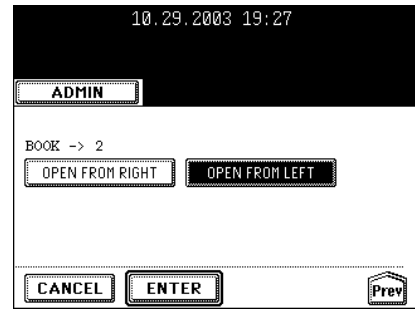 10.29.2003 19:27
ADMIN
BOOK -> 2
OPEN FROM RIGHT OPEN FROM LEFT
CANCEL ENTER Prev